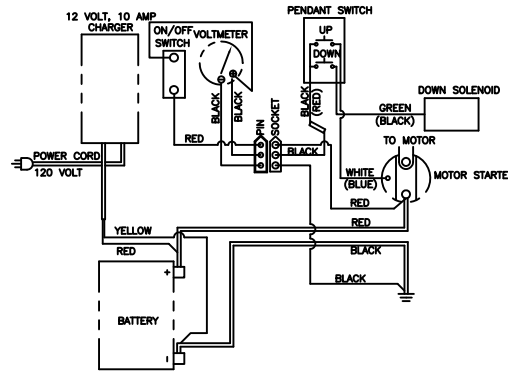 12 VOLT, 10 AMP
CHARGER
ON/OFF
SWITCH
VOLTMETER
PENDANT SWITCH
UP
DOWN
DOWN SOLENOID
BLACK
BLACK
BLACK
(RED)
GREEN
(BLACK)
PIN
SOCKET
RED
BLACK
TO MOTOR
POWER CORD
120 VOLT
WHITE
(BLUE)
MOTOR STARTE
RED
YELLOW
RED
RED
BLACK
+
BLACK
BATTERY
-